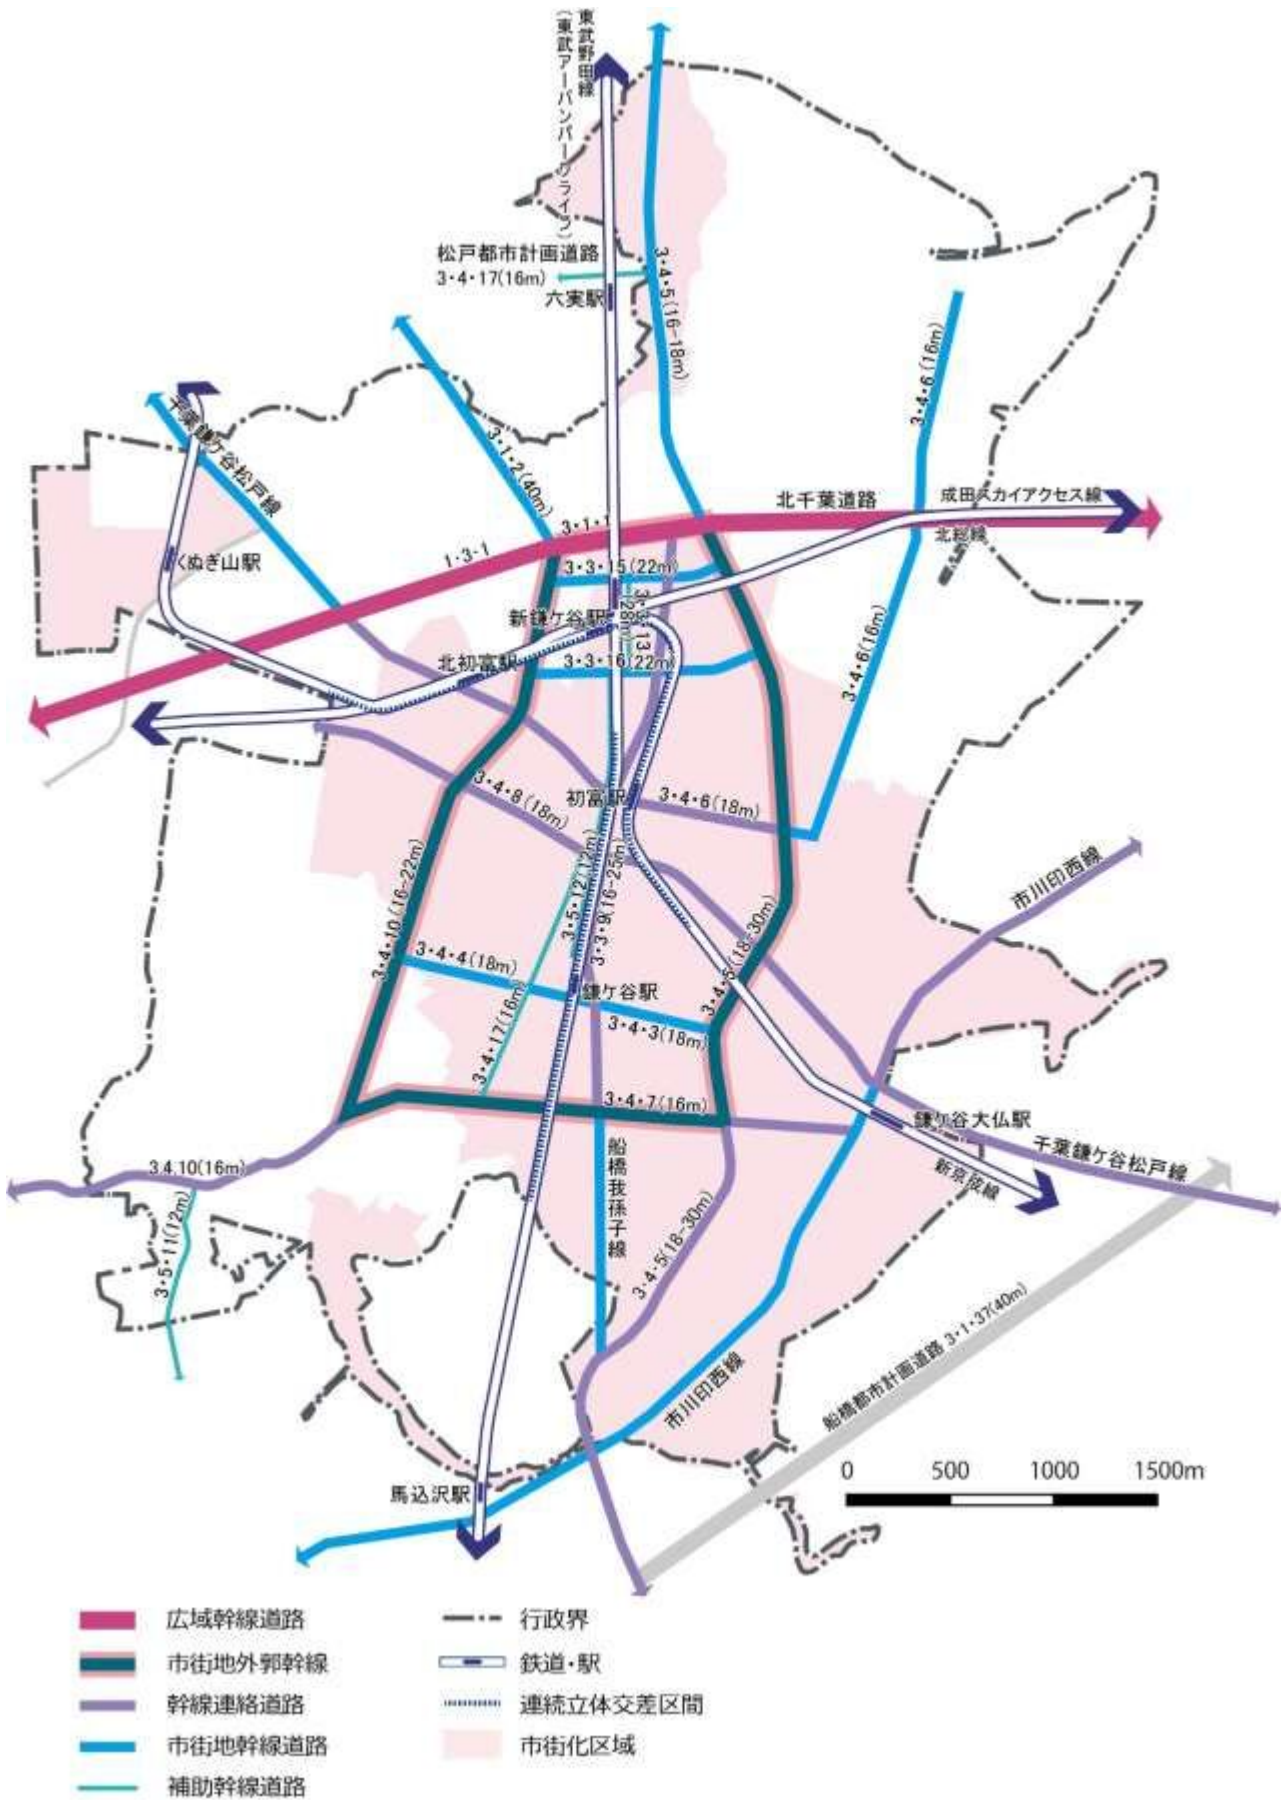 東武野田線
(東武アーバンパークライン)
松戸都市計画道路
3・4・17(16m)
六実駅
3・4・5(16-18m)
3・4・6(16m)
千葉鎌ケ谷松戸線
3・1・2(40m)
北千葉道路
成田スカイアクセス線
北総線
3・1・1
1・3・1
くぬぎ山駅
3・3・15(22m)
新鎌ケ谷駅
3・3・13
(28m)
北初富駅
3・3・16(22m)
3・4・6(16m)
3・4・8(18m)
初富駅
3・4・6(18m)
3・5・12(12m)
3・3・9(16-25m)
市川印西線
3・4・10(16-22m)
3・4・4(18m)
鎌ケ谷駅
3・4・5(18-30m)
3・4・3(18m)
3・4・17(16m)
3・4・7(16m)
鎌ケ谷大仏駅
千葉鎌ケ谷松戸線
新京成線
船橋我孫子線
3.4.10(16m)
3・5・11(12m)
3・4・5(18-30m)
船橋都市計画道路 3・1・37(40m)
市川印西線
馬込沢駅
0 500 1000 1500m
広域幹線道路
市街地外郭幹線
幹線連絡道路
市街地幹線道路
補助幹線道路
行政界
鉄道・駅
連続立体交差区間
市街化区域